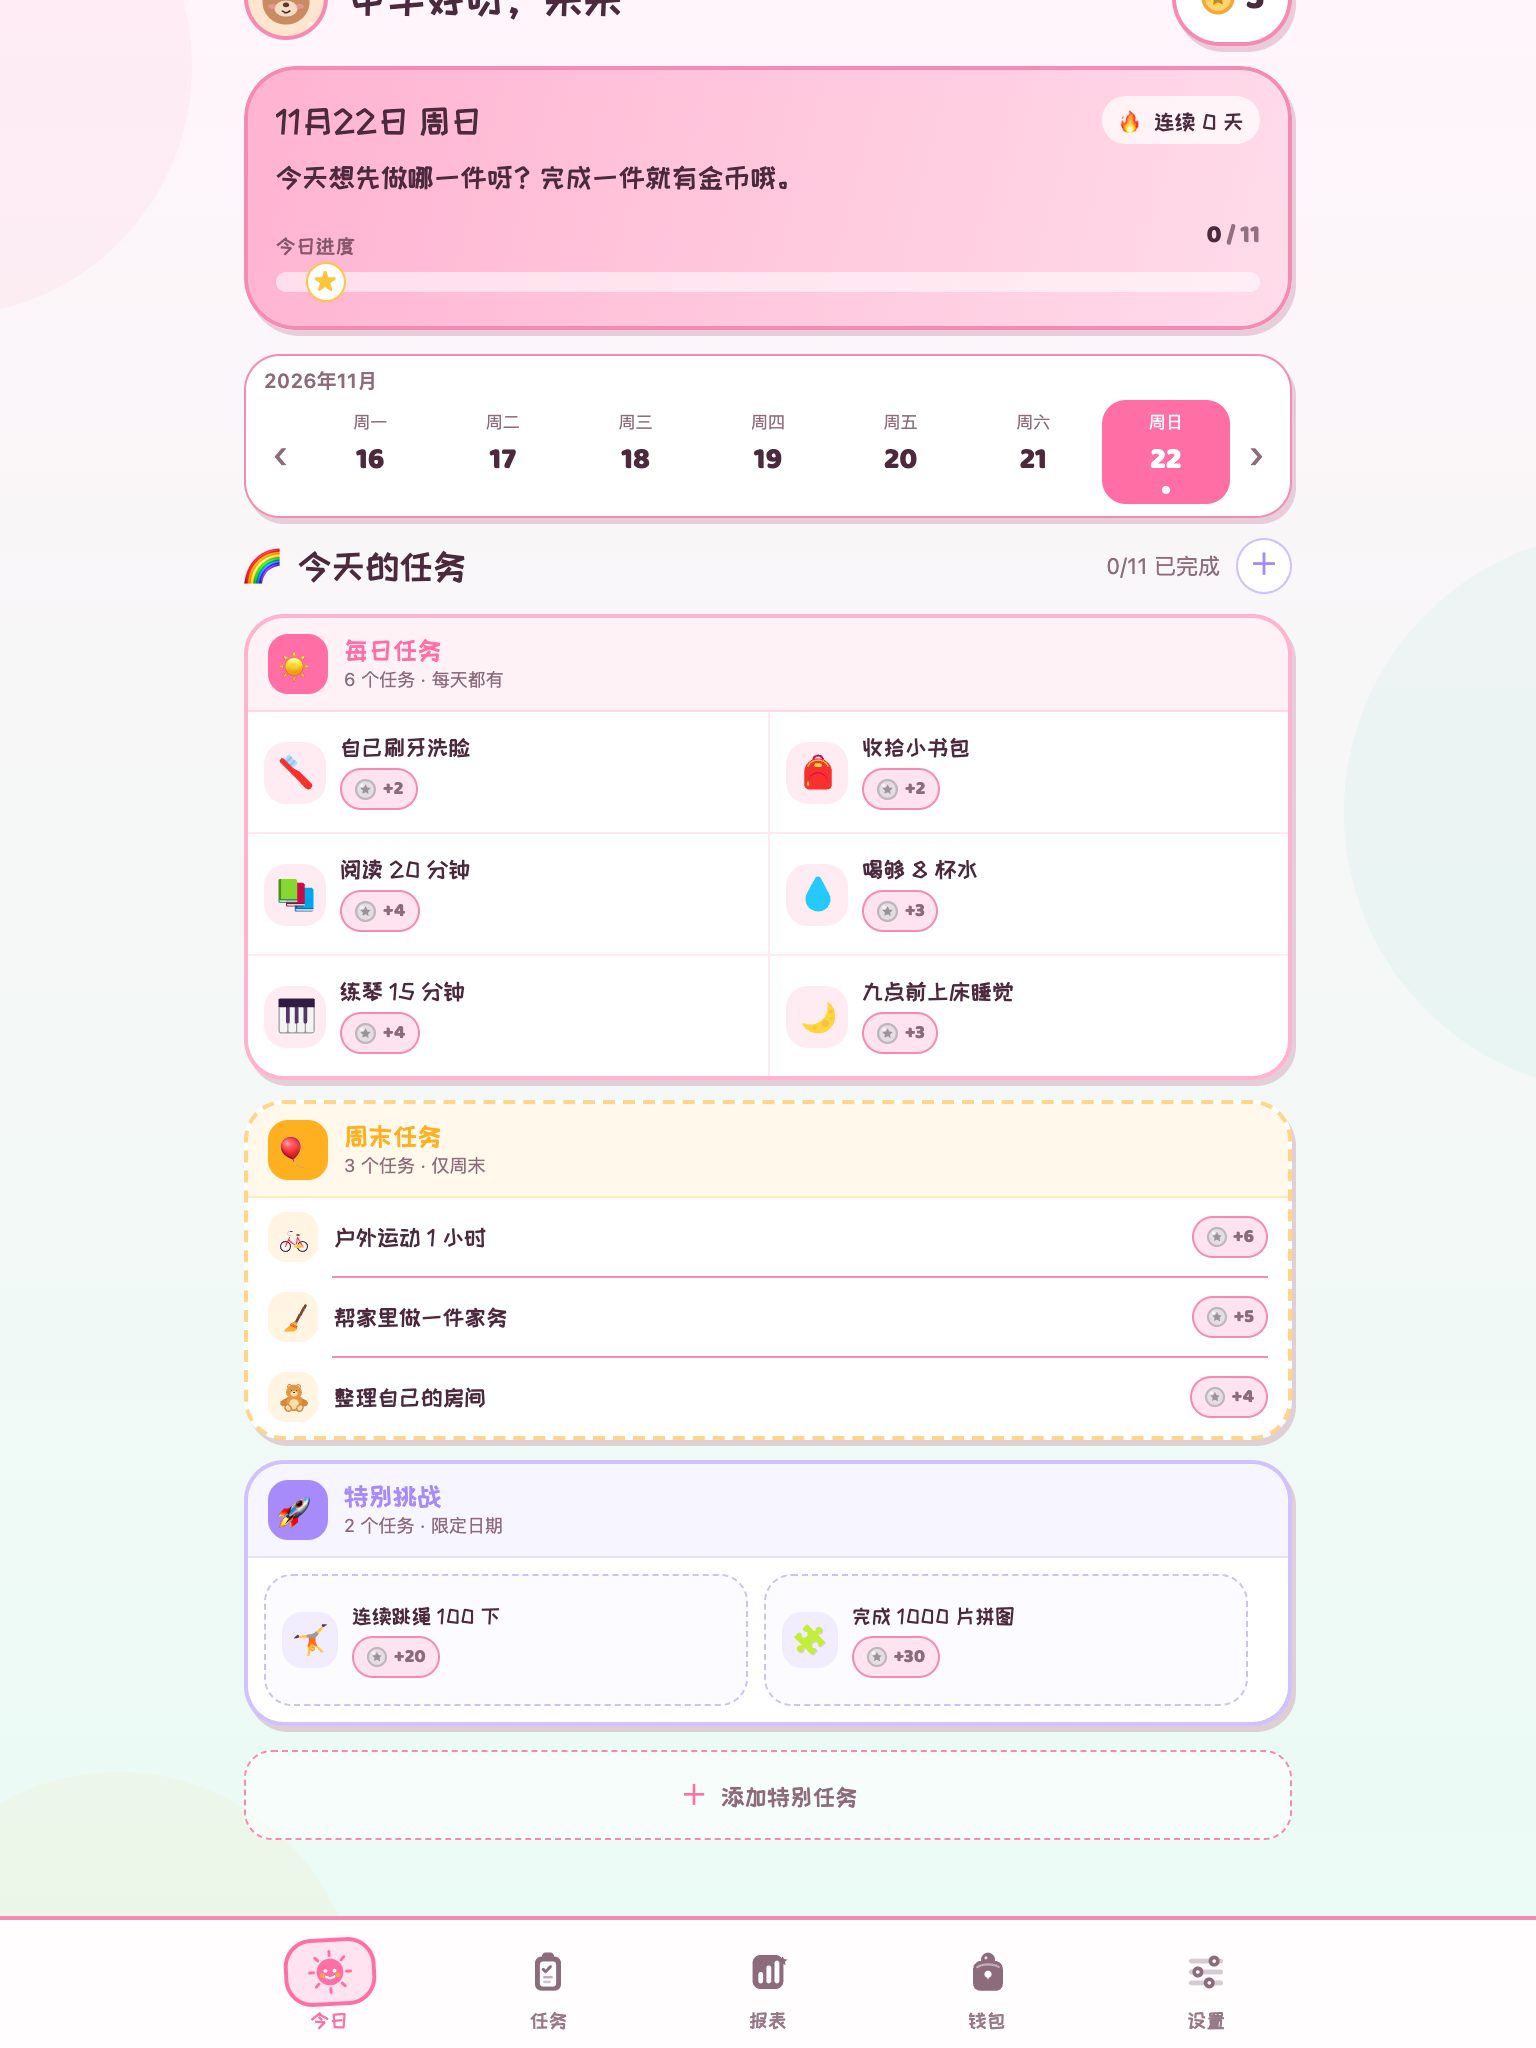 中午好呀，
5
11月22日 周日
连续 0 天
今天想先做哪一件呀？完成一件就有金币哦。
今日进度
0/11
2026年11月
周一 周二 周三 周四 周五 周六 周日
‹ 16 17 18 19 20 21 22 ›
今天的任务
0/11 已完成 +
每日任务
6 个任务 · 每天都有
自己刷牙洗脸
+2
收拾小书包
+2
阅读 20 分钟
+4
喝够 8 杯水
+3
练琴 15 分钟
+4
九点前上床睡觉
+3
周末任务
3 个任务 · 仅周末
户外运动 1 小时
+6
帮家里做一件家务
+5
整理自己的房间
+4
特别挑战
2 个任务 · 限定日期
连续跳绳 100 下
+20
完成 1000 片拼图
+30
+ 添加特别任务
今日
任务
报表
钱包
设置